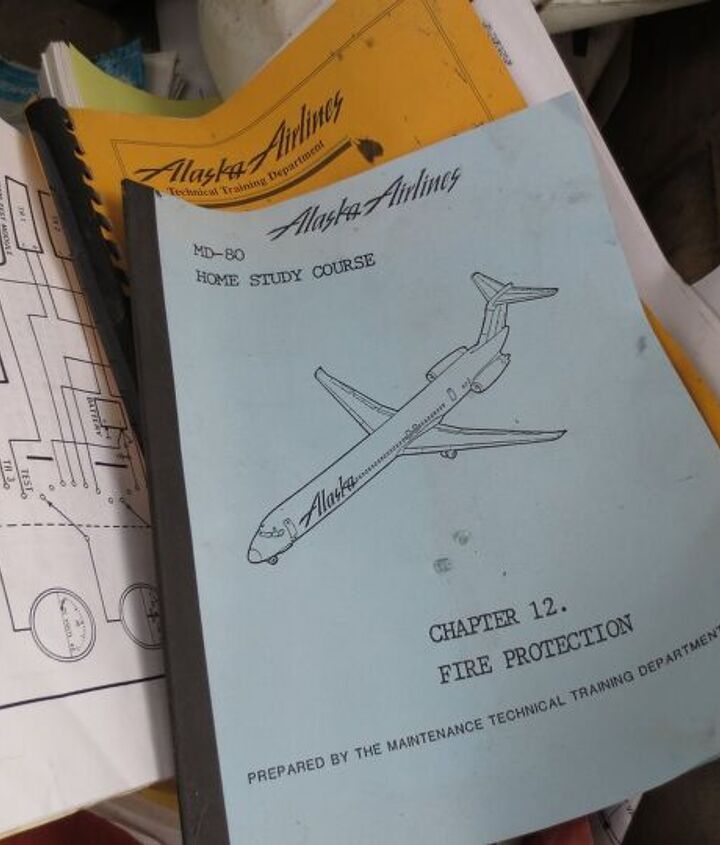 Alaska Airlines
Technical Training Department
Alaska Airlines
MD-80
HOME STUDY COURSE
Alaska
CHAPTER 12.
FIRE PROTECTION
PREPARED BY THE MAINTENANCE TECHNICAL TRAINING DEPARTMENT
BATTERY
TEST